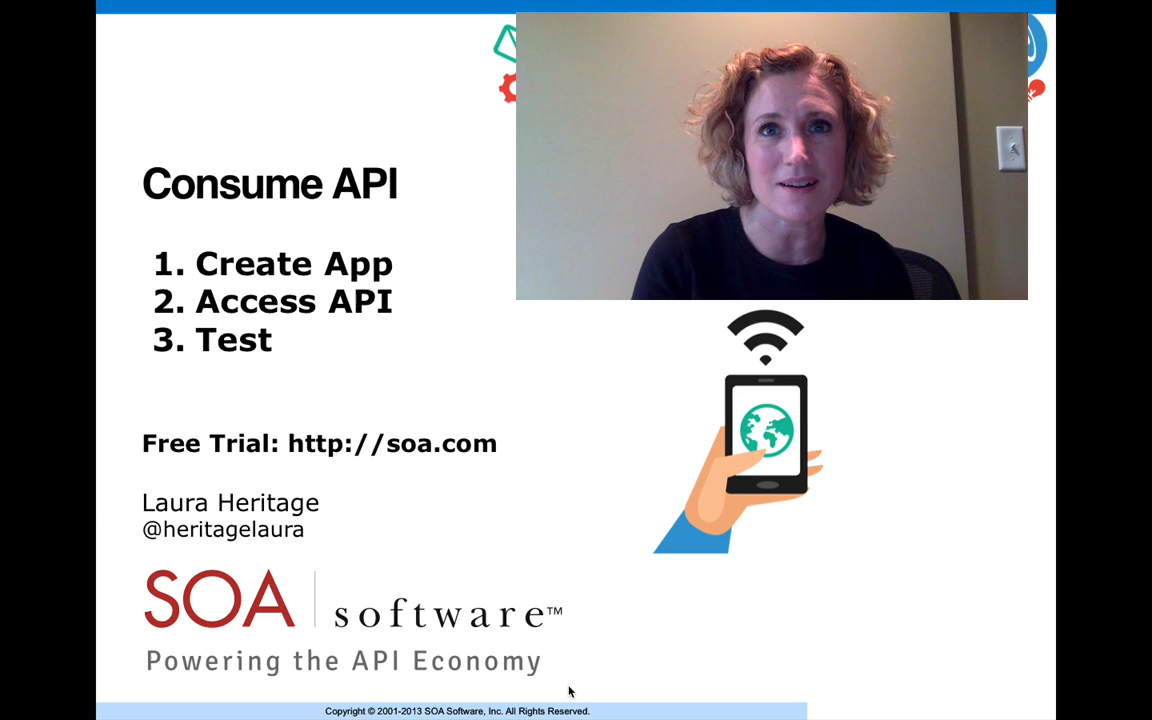 Consume API
1. Create App
2. Access API
3. Test
Free Trial: http://soa.com
Laura Heritage
@heritagelaura
SOA software™
Powering the API Economy
Copyright © 2001-2013 SOA Software, Inc. All Rights Reserved.